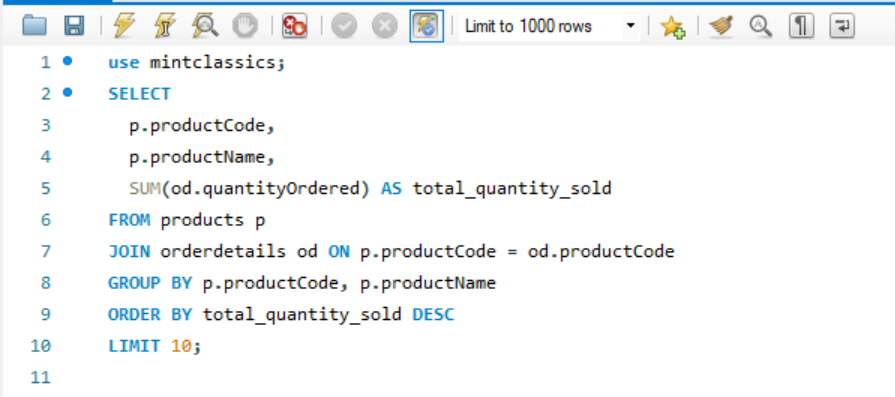 Limit to 1000 rows
1 use mintclassics;
2 SELECT
3 p.productCode,
4 p.productName,
5 SUM(od.quantityOrdered) AS total_quantity_sold
6 FROM products p
7 JOIN orderdetails od ON p.productCode = od.productCode
8 GROUP BY p.productCode, p.productName
9 ORDER BY total_quantity_sold DESC
10 LIMIT 10;
11